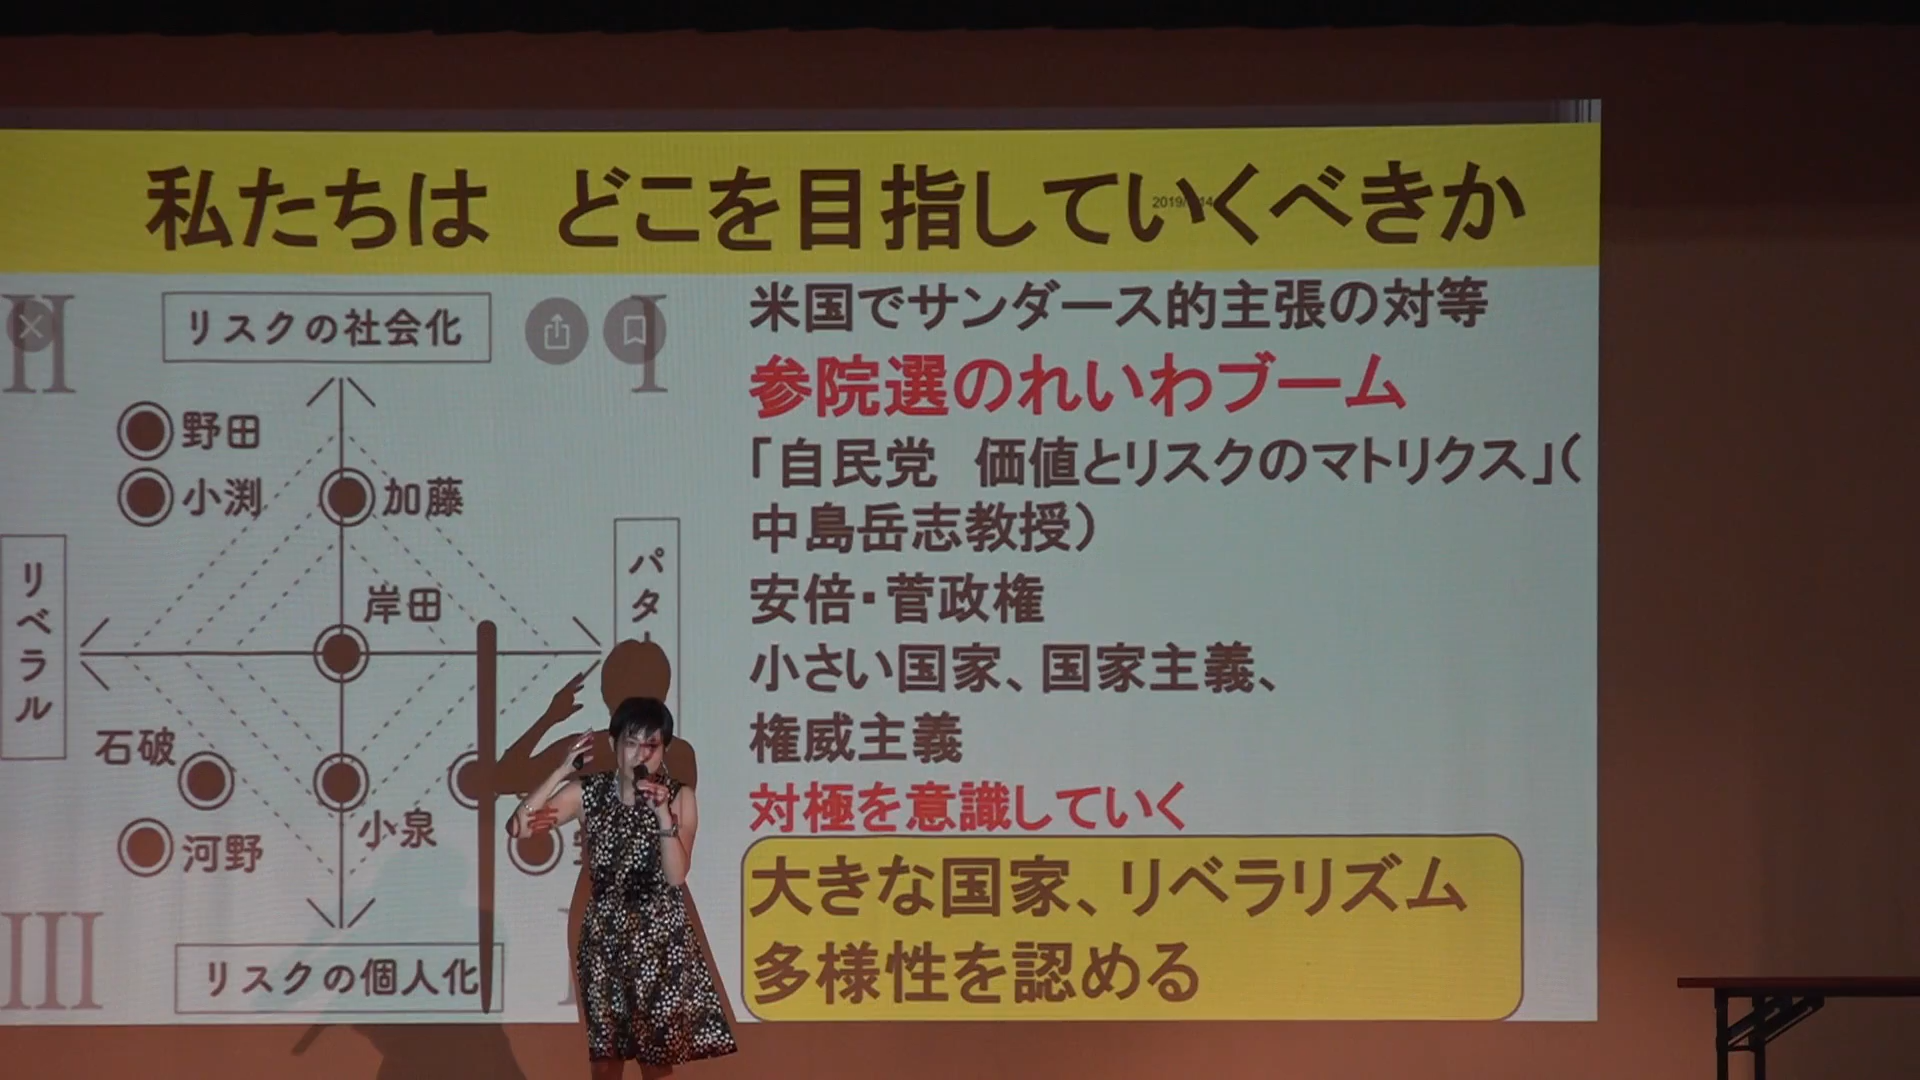 私たちは どこを目指していくべきか
II
リスクの社会化
I
野田
小渕
加藤
リベラル
パタ
岸田
石破
小泉
河野
III
リスクの個人化
米国でサンダース的主張の対等
参院選のれいわブーム
「自民党 価値とリスクのマトリクス」(
中島岳志教授)
安倍・菅政権
小さい国家、国家主義、
権威主義
対極を意識していく
大きな国家、リベラリズム
多様性を認める